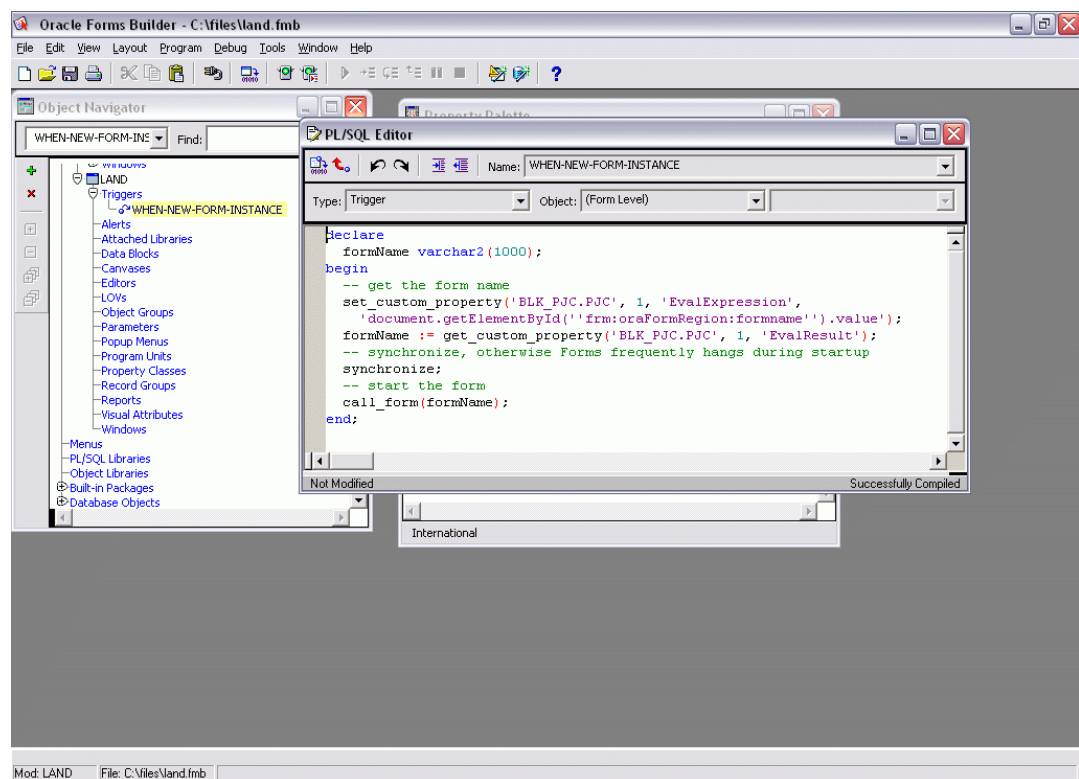 Oracle Forms Builder - C:\files\land.fmb
File Edit View Layout Program Debug Tools Window Help
Object Navigator
WHEN-NEW-FORM-INS
Find:
Windows
LAND
Triggers
WHEN-NEW-FORM-INSTANCE
Alerts
Attached Libraries
Data Blocks
Canvases
Editors
LOVs
Object Groups
Parameters
Popup Menus
Program Units
Property Classes
Record Groups
Reports
Visual Attributes
Windows
Menus
PL/SQL Libraries
Object Libraries
Built-in Packages
Database Objects
Property Palette
PL/SQL Editor
Name: WHEN-NEW-FORM-INSTANCE
Type: Trigger Object: (Form Level)
declare
formName varchar2(1000);
begin
-- get the form name
set_custom_property('BLK_PJC.PJC', 1, 'EvalExpression',
'document.getElementById(''frm:oraFormRegion:formname'').value');
formName := get_custom_property('BLK_PJC.PJC', 1, 'EvalResult');
-- synchronize, otherwise Forms frequently hangs during startup
synchronize;
-- start the form
call_form(formName);
end;
Not Modified Successfully Compiled
International
Mod: LAND File: C:\files\land.fmb